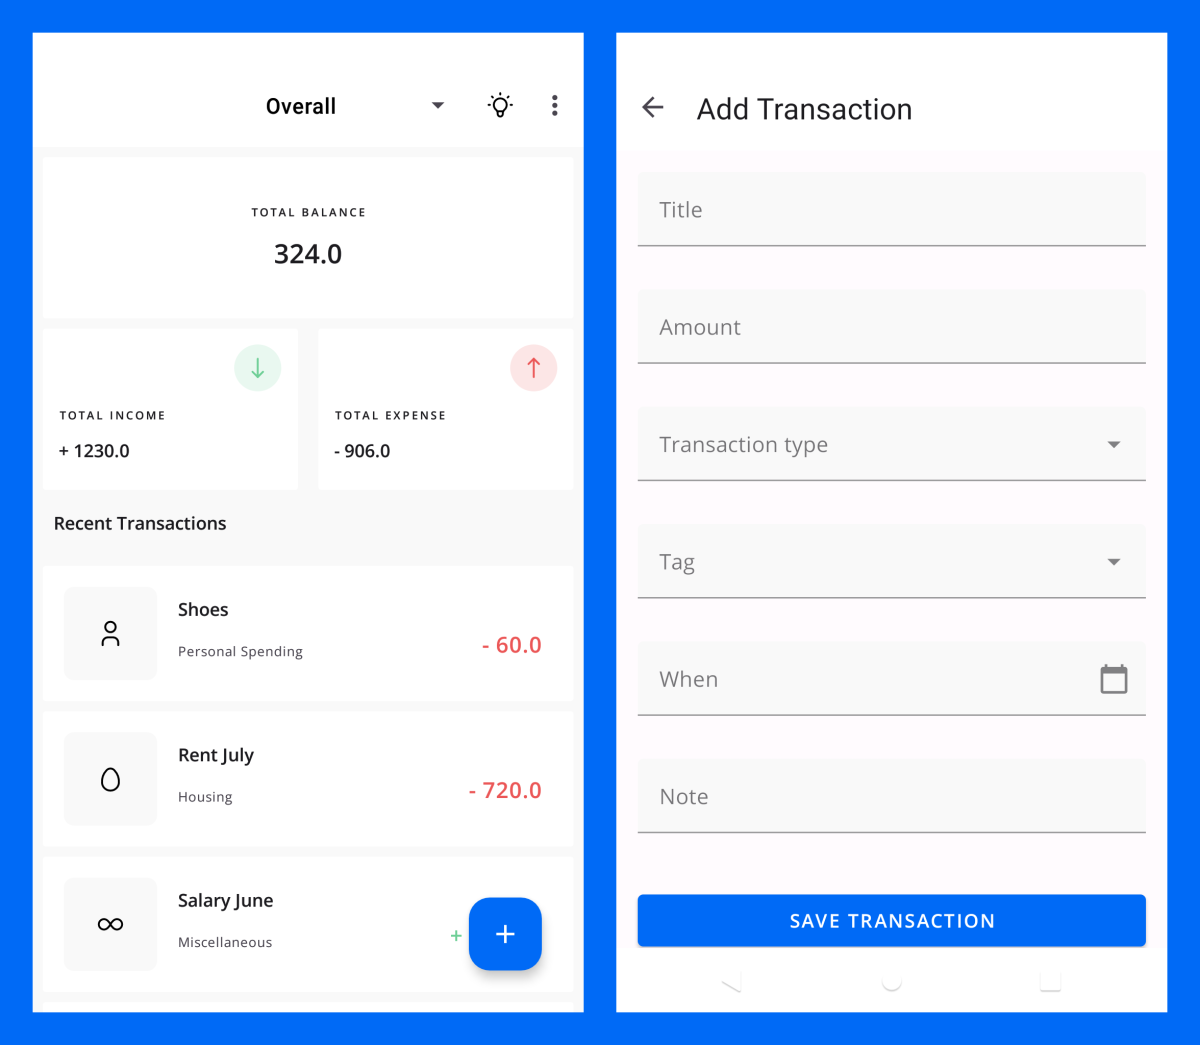 Overall
TOTAL BALANCE
324.0
TOTAL INCOME
+ 1230.0
TOTAL EXPENSE
- 906.0
Recent Transactions
Shoes
Personal Spending
- 60.0
Rent July
Housing
- 720.0
Salary June
Miscellaneous
+
Add Transaction
Title
Amount
Transaction type
Tag
When
Note
SAVE TRANSACTION